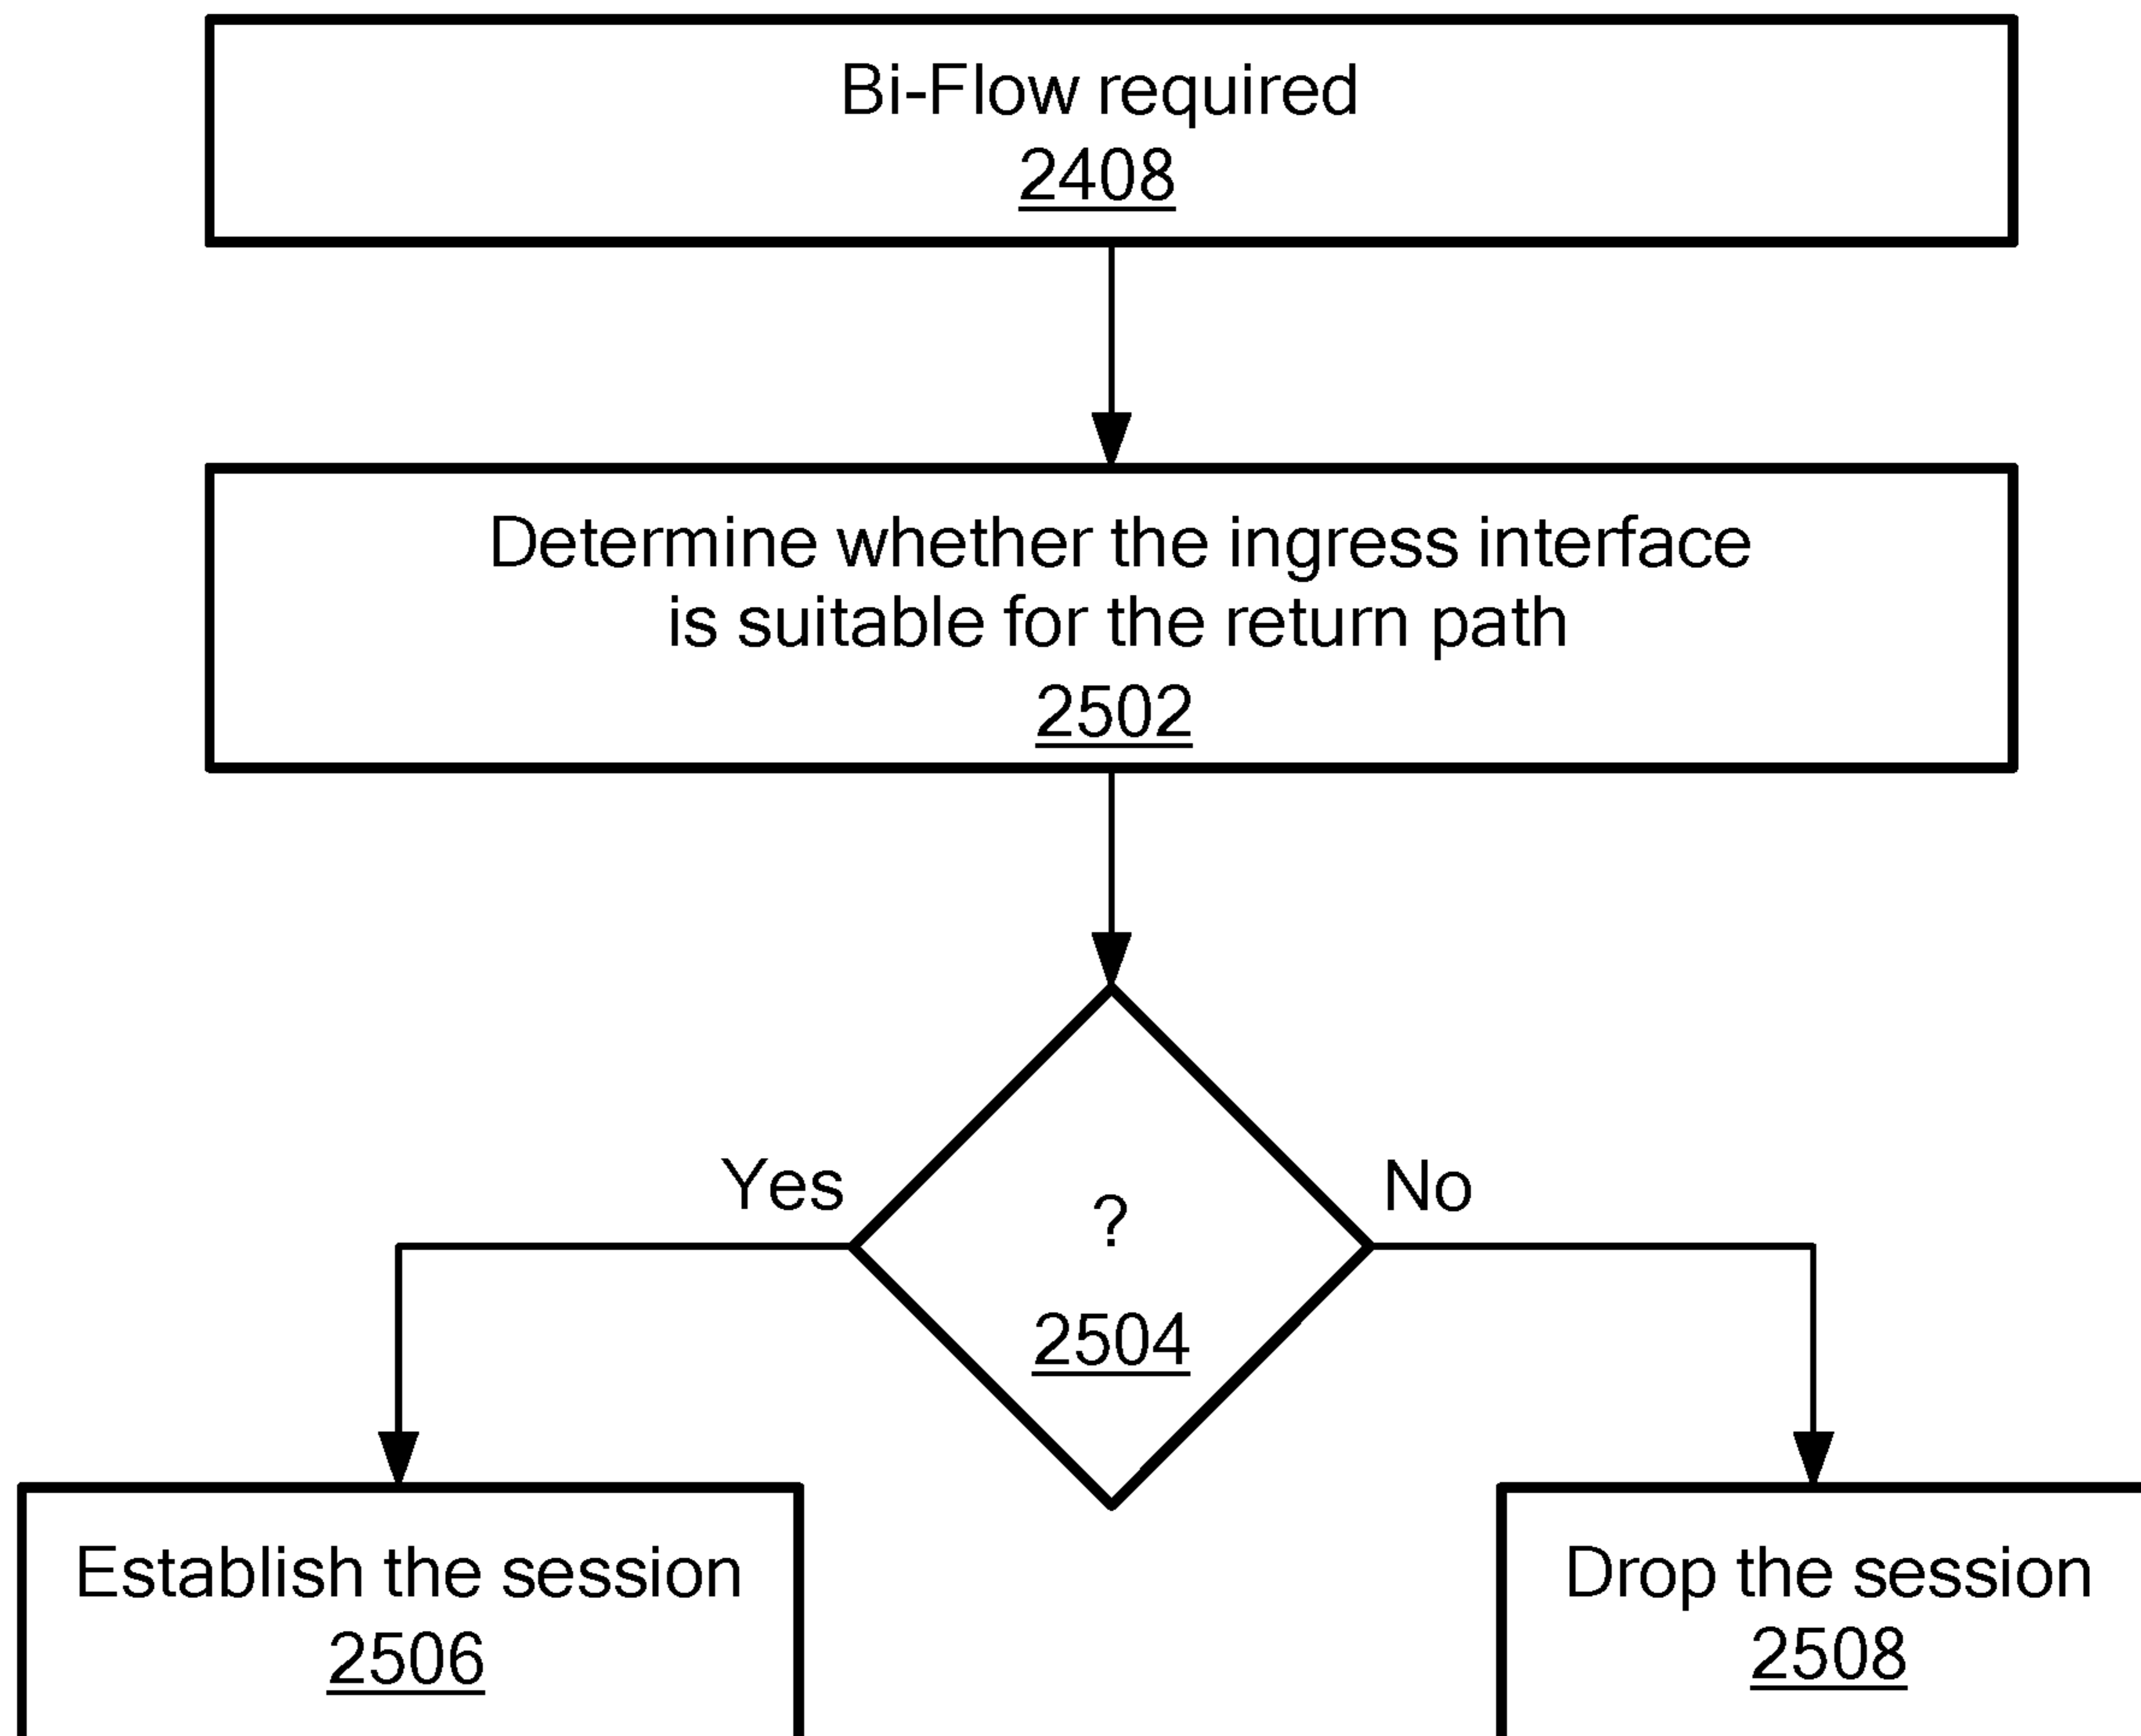 Bi-Flow required
2408
Determine whether the ingress interface
is suitable for the return path
2502
Yes
?
No
2504
Establish the session
2506
Drop the session
2508